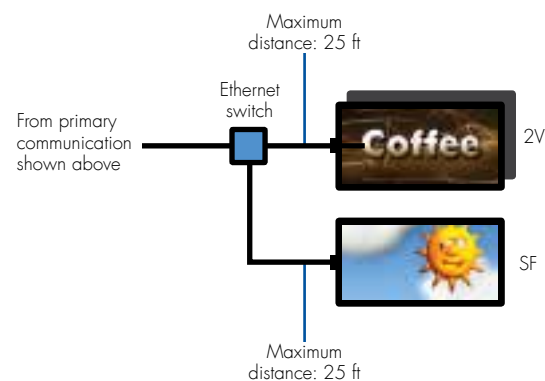 Maximum
distance: 25 ft
Ethernet
switch
From primary
communication
shown above
Coffee
2V
SF
Maximum
distance: 25 ft